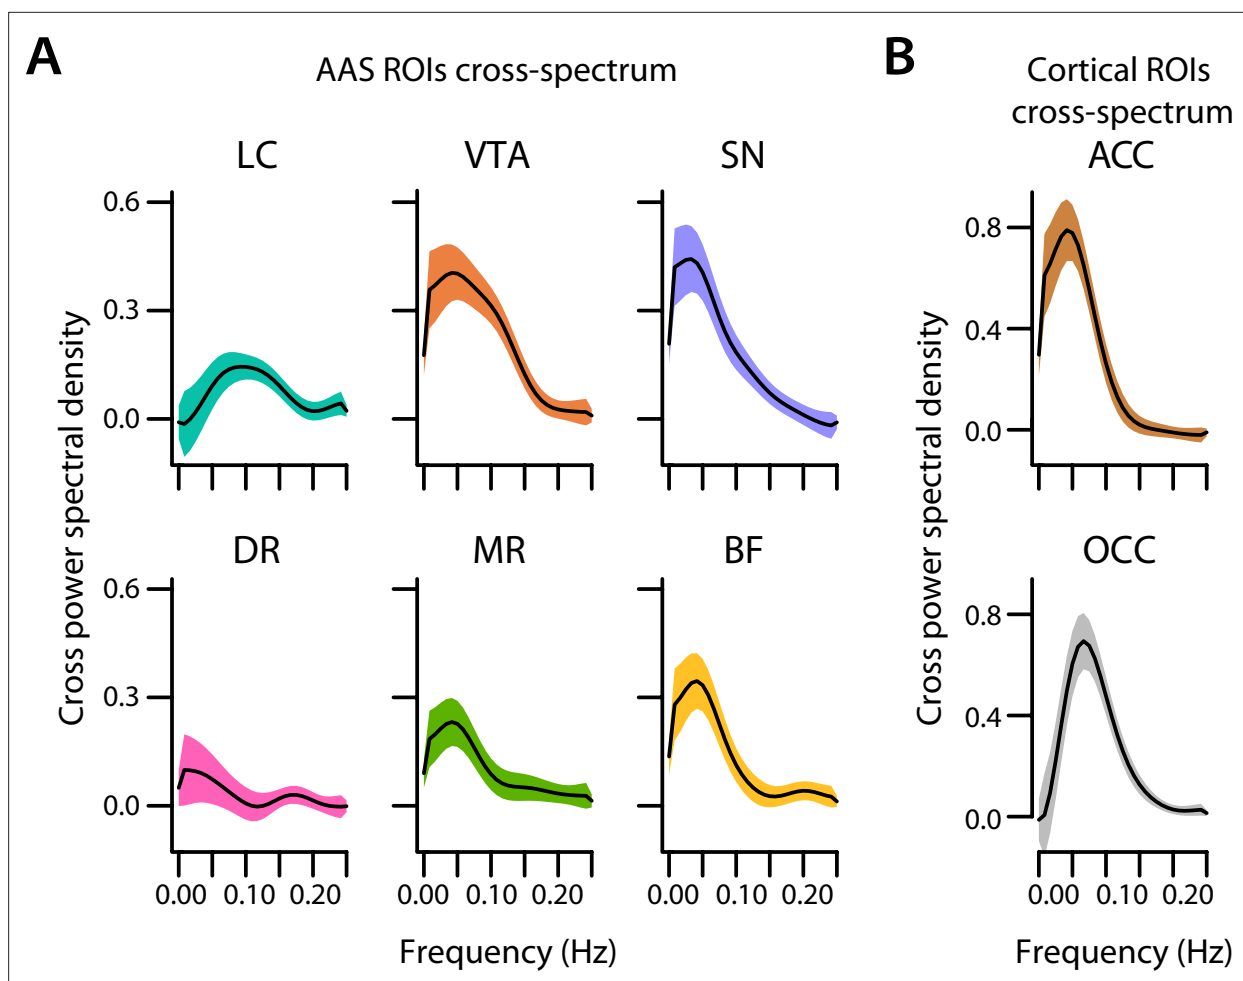 A
AAS ROIs cross-spectrum
B
Cortical ROIs
cross-spectrum
LC
VTA
SN
ACC
0.6
0.3
0.0
0.8
0.4
0.0
Cross power spectral density
Cross power spectral density
DR
MR
BF
OCC
0.6
0.3
0.0
0.8
0.4
0.0
0.00 0.10 0.20
0.00 0.10 0.20
0.00 0.10 0.20
0.00 0.10 0.20
Frequency (Hz)
Frequency (Hz)